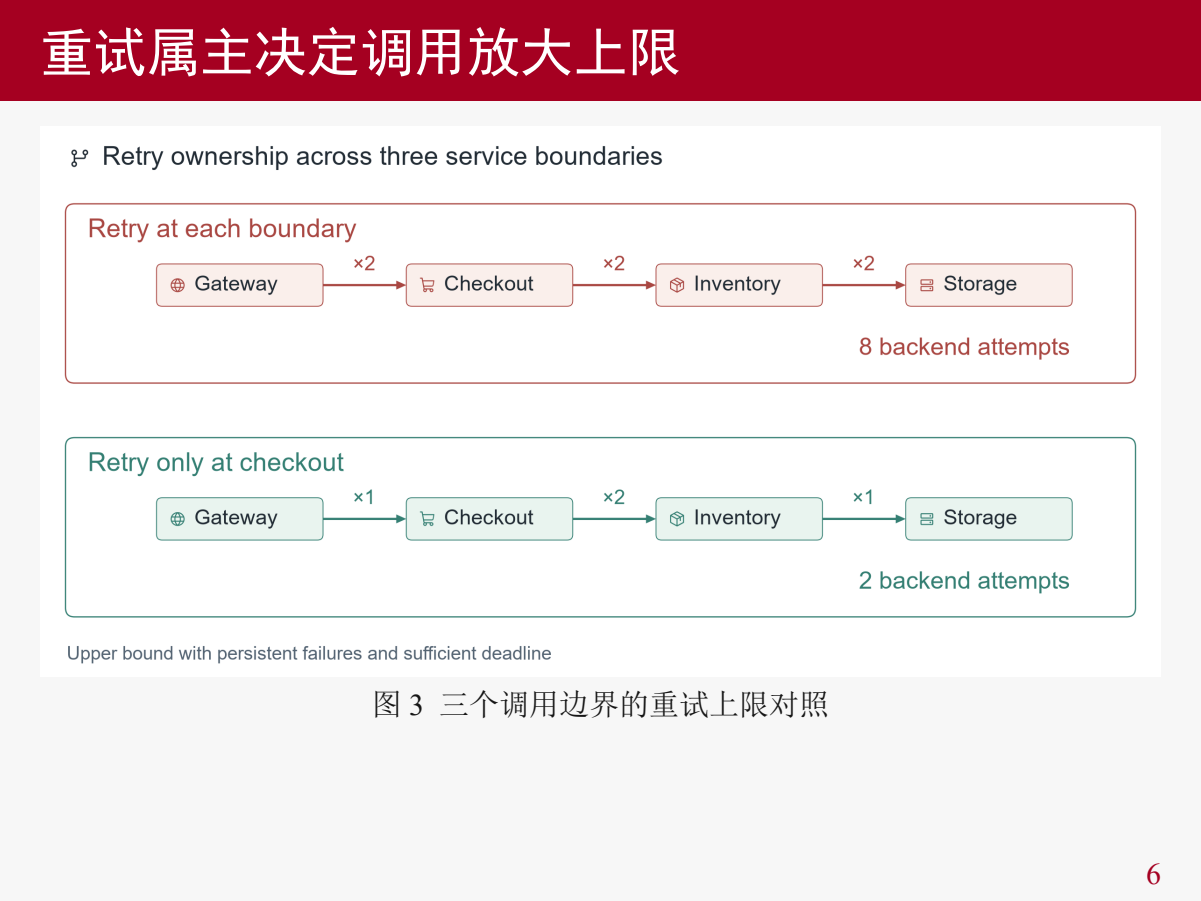 重试属主决定调用放大上限
Retry ownership across three service boundaries
Retry at each boundary
×2 ×2 ×2
Gateway Checkout Inventory Storage
8 backend attempts
Retry only at checkout
×1 ×2 ×1
Gateway Checkout Inventory Storage
2 backend attempts
Upper bound with persistent failures and sufficient deadline
图 3 三个调用边界的重试上限对照
6